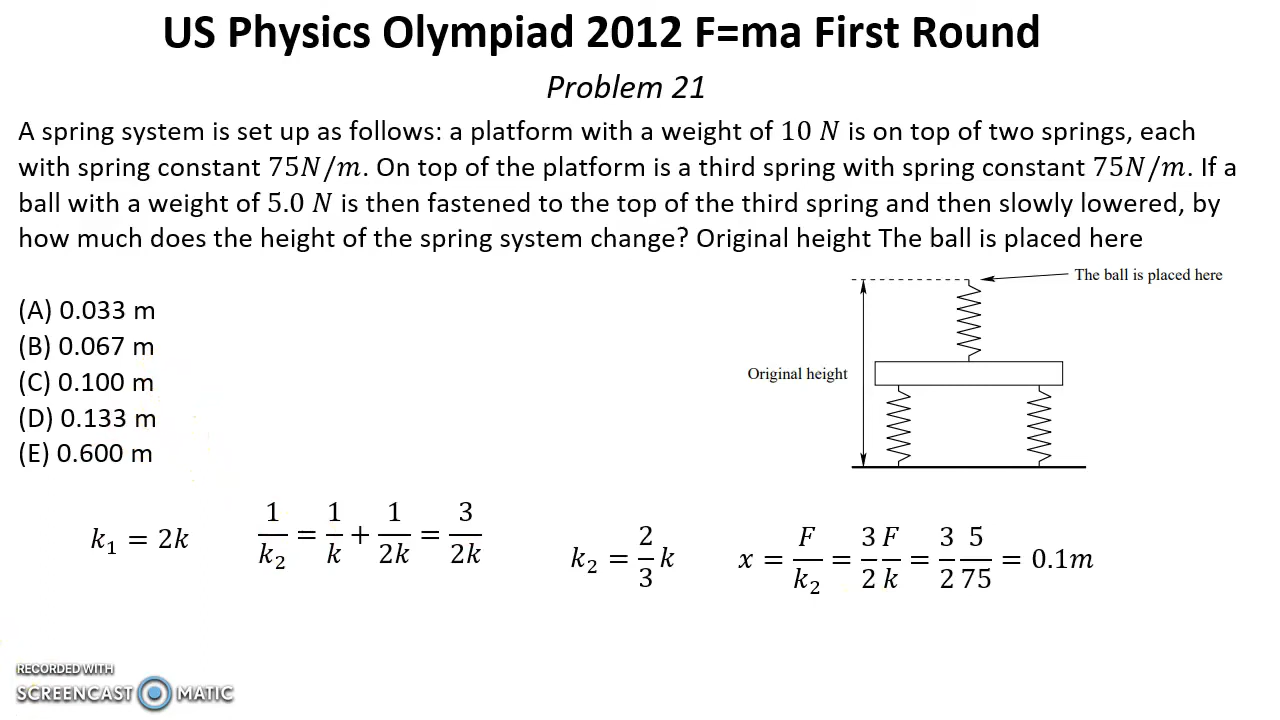 US Physics Olympiad 2012 F=ma First Round
Problem 21
A spring system is set up as follows: a platform with a weight of 10 N is on top of two springs, each
with spring constant 75N/m. On top of the platform is a third spring with spring constant 75N/m. If a
ball with a weight of 5.0 N is then fastened to the top of the third spring and then slowly lowered, by
how much does the height of the spring system change? Original height The ball is placed here
The ball is placed here
(A) 0.033 m
(B) 0.067 m
(C) 0.100 m
(D) 0.133 m
(E) 0.600 m
Original height
k₁ = 2k
1/k₂ = 1/k + 1/2k = 3/2k
k₂ = 2/3 k
x = F/k₂ = 3/2 F/k = 3/2 5/75 = 0.1m
RECORDED WITH
SCREENCAST MATIC